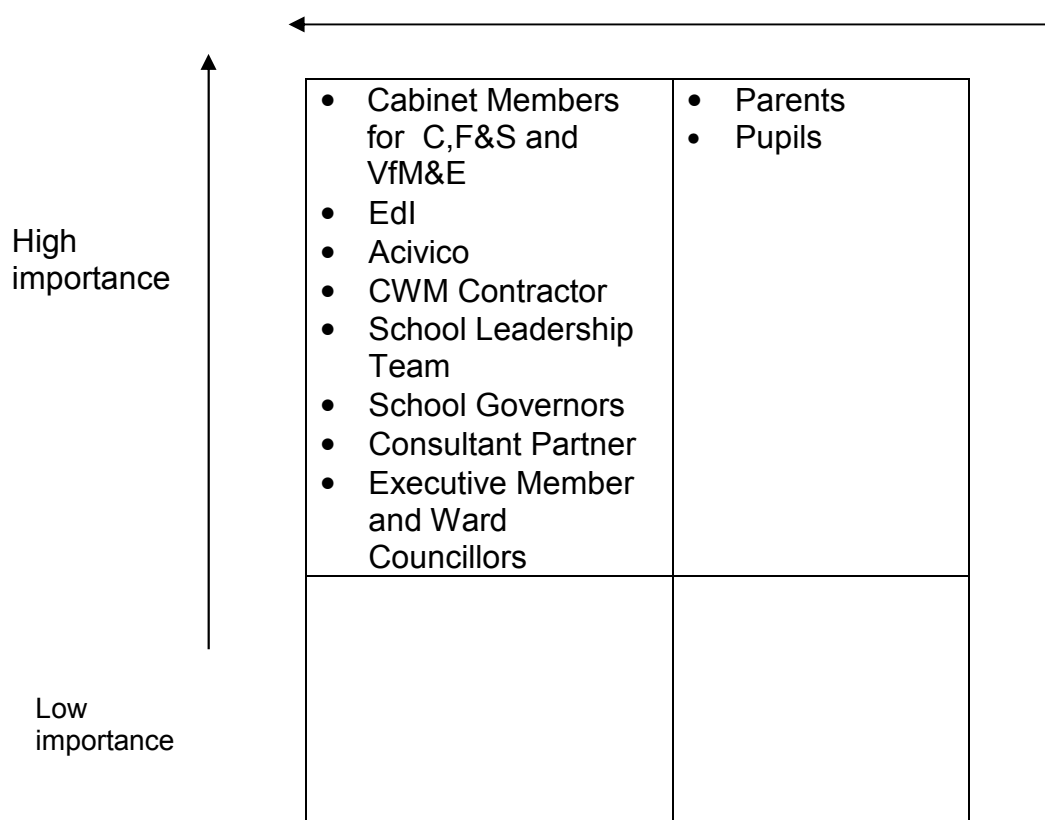 High
importance
• Cabinet Members
for C,F&S and
VfM&E
• EdI
• Acivico
• CWM Contractor
• School Leadership
Team
• School Governors
• Consultant Partner
• Executive Member
and Ward
Councillors
• Parents
• Pupils
Low
importance